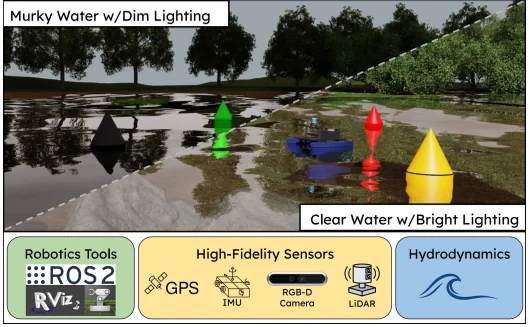 Murky Water w/Dim Lighting
Clear Water w/Bright Lighting
Robotics Tools
ROS 2
RViz
High-Fidelity Sensors
GPS
IMU
RGB-D
Camera
LiDAR
Hydrodynamics